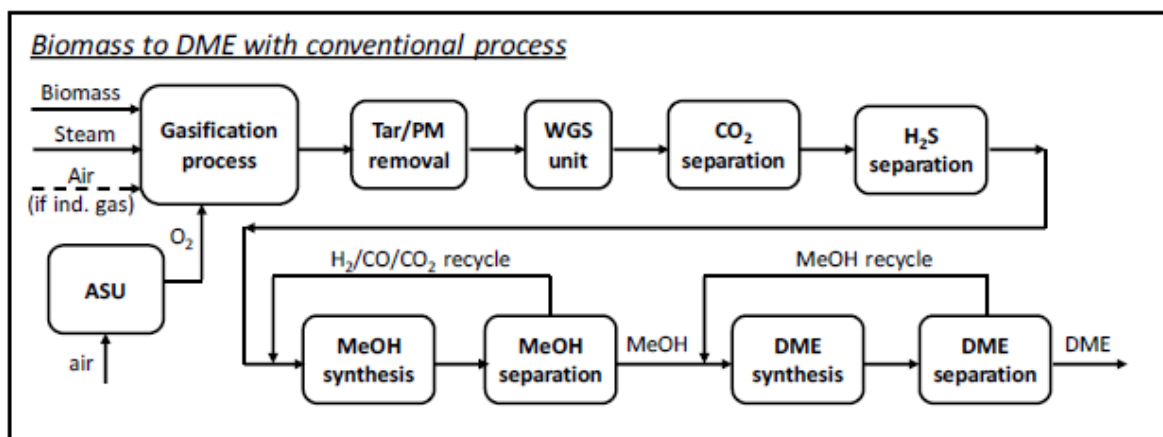 Biomass to DME with conventional process
Biomass
Steam
Air
(if ind. gas)
Gasification
process
Tar/PM
removal
WGS
unit
CO₂
separation
H₂S
separation
O₂
ASU
air
H₂/CO/CO₂ recycle
MeOH
synthesis
MeOH
separation
MeOH
MeOH recycle
DME
synthesis
DME
separation
DME